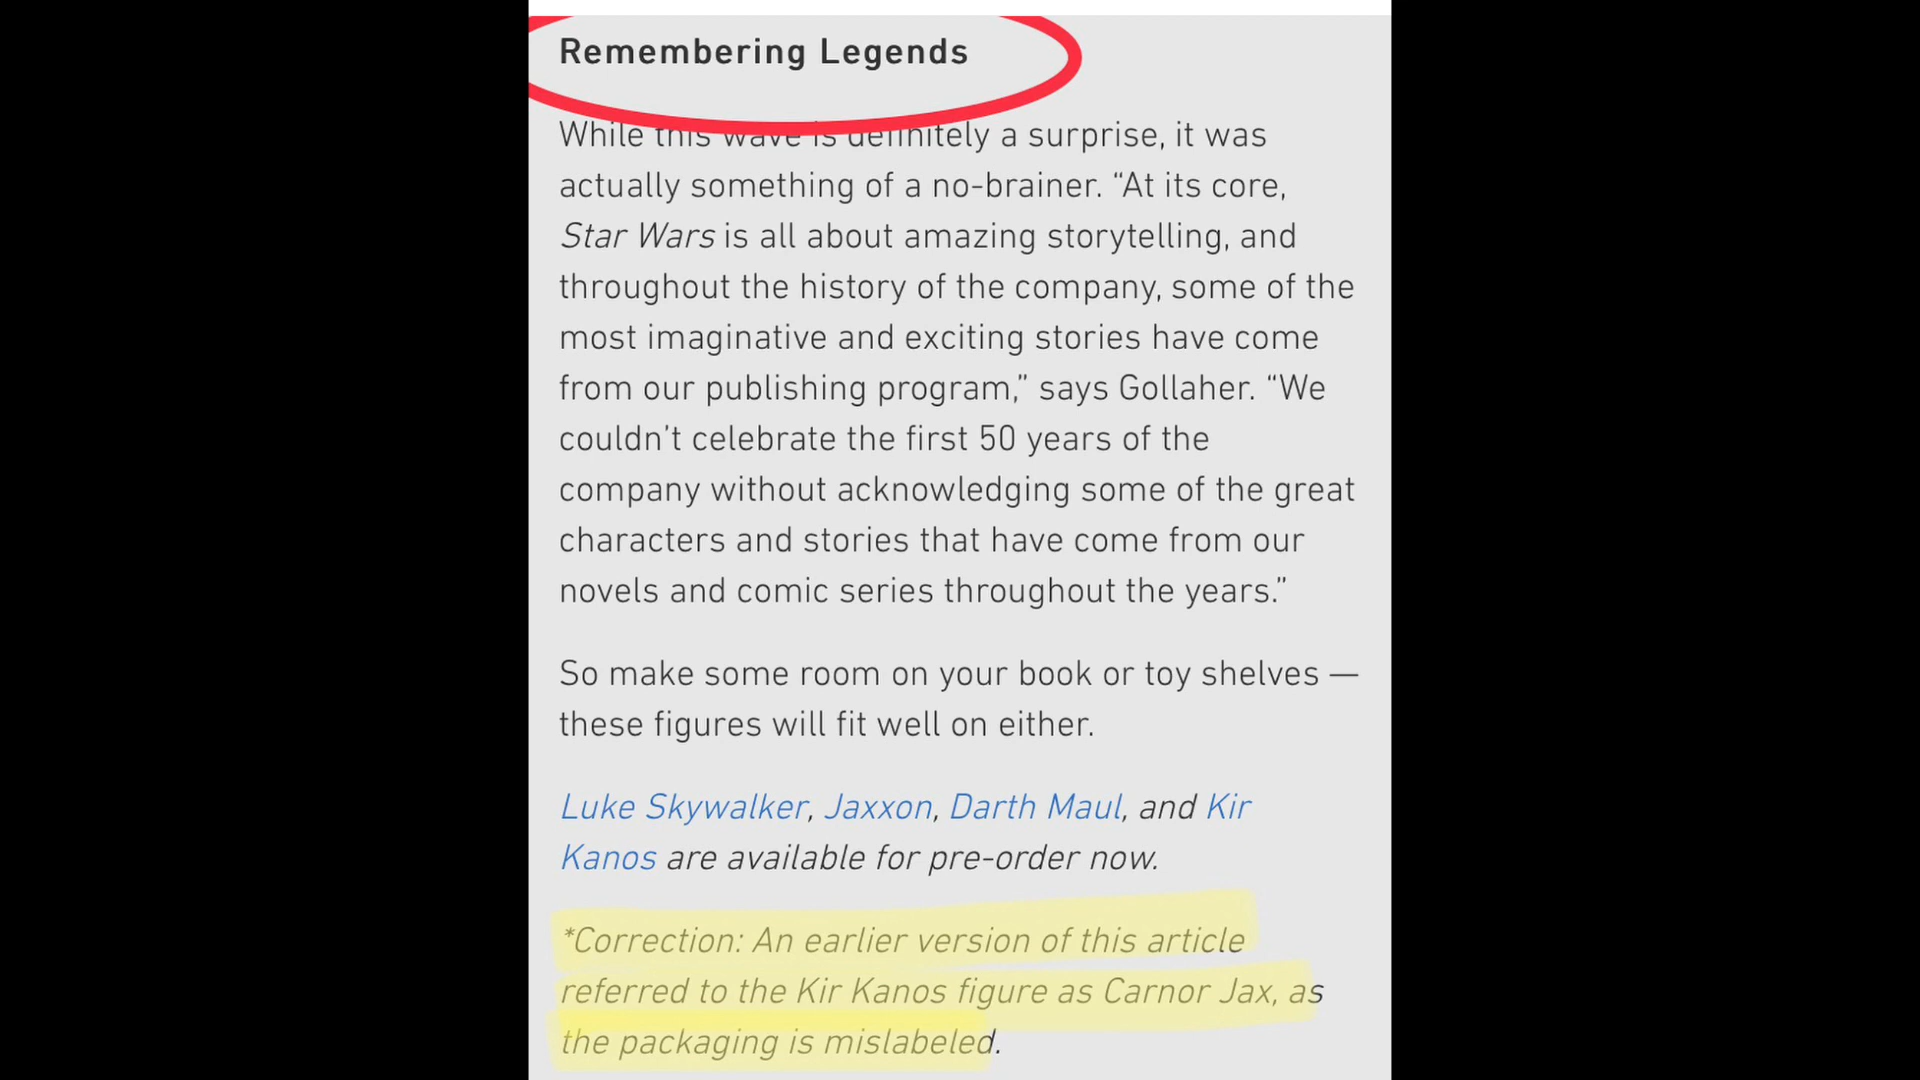 Remembering Legends
While this wave is definitely a surprise, it was
actually something of a no-brainer. “At its core,
Star Wars is all about amazing storytelling, and
throughout the history of the company, some of the
most imaginative and exciting stories have come
from our publishing program,” says Gollaher. “We
couldn’t celebrate the first 50 years of the
company without acknowledging some of the great
characters and stories that have come from our
novels and comic series throughout the years.”
So make some room on your book or toy shelves —
these figures will fit well on either.
Luke Skywalker, Jaxxon, Darth Maul, and Kir
Kanos are available for pre-order now.
*Correction: An earlier version of this article
referred to the Kir Kanos figure as Carnor Jax, as
the packaging is mislabeled.